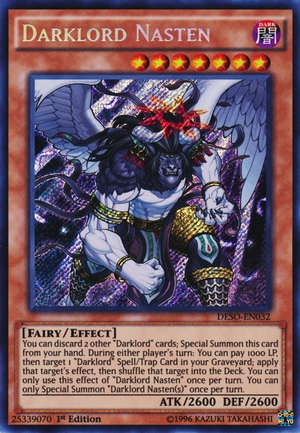 DARKLORD NASTEN
DARK
闇
DESO-EN032
[FAIRY/EFFECT]
You can discard 2 other "Darklord" cards; Special Summon this
card from your hand. During either player's turn: You can pay 1000 LP,
then target 1 "Darklord" Spell/Trap Card in your Graveyard; apply
that target's effect, then shuffle that target into the Deck. You can
only use this effect of "Darklord Nasten" once per turn. You can
only Special Summon "Darklord Nasten(s)" once per turn.
ATK/2600 DEF/2600
25339070 1st Edition ©1996 KAZUKI TAKAHASHI